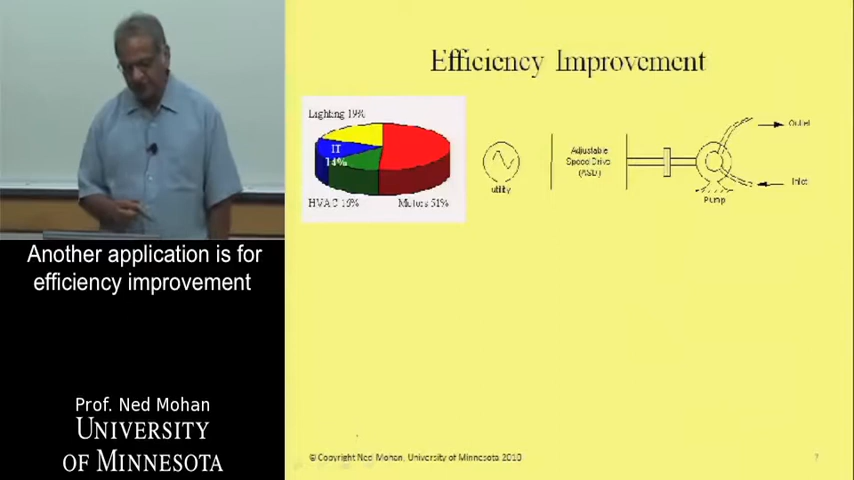 Efficiency Improvement
Lighting 19%
IT
14%
HVAC 16%
Motors 51%
utility
Adjustable
Speed Drive
(ASD)
Outlet
Inlet
Pump
Another application is for
efficiency improvement
Prof. Ned Mohan
UNIVERSITY
OF MINNESOTA
© Copyright Ned Mohan, University of Minnesota 2010
7